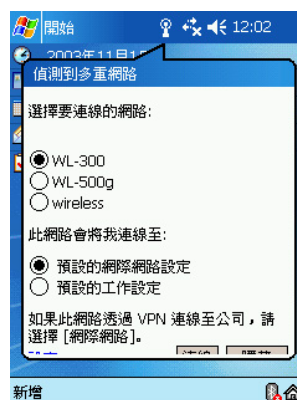 開始 12:02
2003年11月1
偵測到多重網路
選擇要連線的網路:
WL-300
WL-500g
wireless
此網路會將我連線至:
預設的網際網路設定
預設的工作設定
如果此網路透過 VPN 連線至公司，請
選擇 [網際網路]。
新增